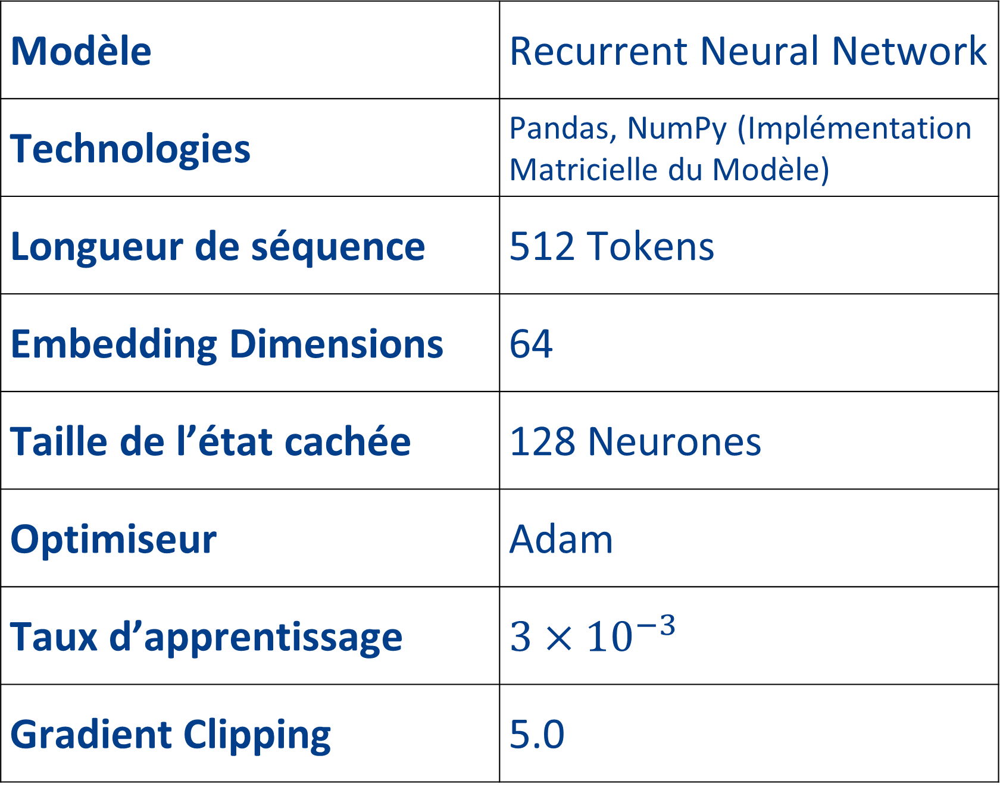 Modèle
Recurrent Neural Network
Technologies
Pandas, NumPy (Implémentation
Matricielle du Modèle)
Longueur de séquence
512 Tokens
Embedding Dimensions
64
Taille de l’état cachée
128 Neurones
Optimiseur
Adam
Taux d’apprentissage
3 × 10⁻³
Gradient Clipping
5.0